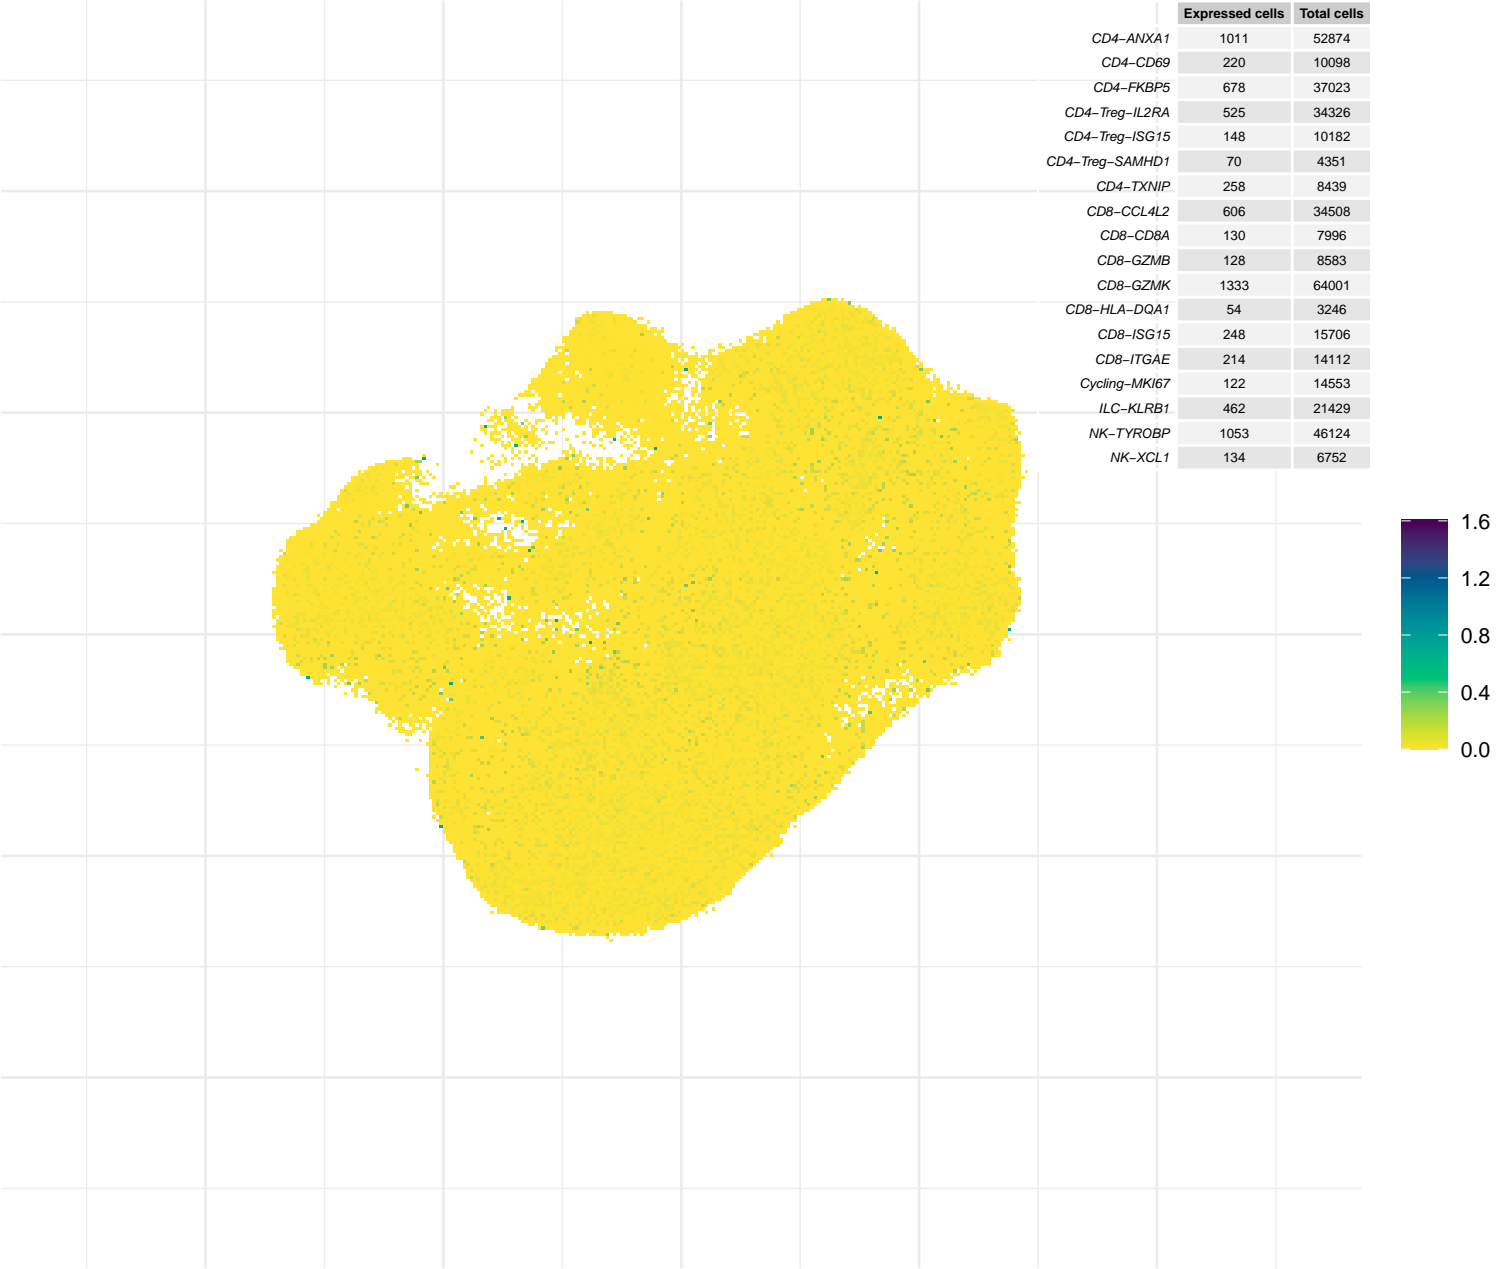 Expressed cells Total cells
CD4−ANXA1 1011 52874
CD4−CD69 220 10098
CD4−FKBP5 678 37023
CD4−Treg−IL2RA 525 34326
CD4−Treg−ISG15 148 10182
CD4−Treg−SAMHD1 70 4351
CD4−TXNIP 258 8439
CD8−CCL4L2 606 34508
CD8−CD8A 130 7996
CD8−GZMB 128 8583
CD8−GZMK 1333 64001
CD8−HLA−DQA1 54 3246
CD8−ISG15 248 15706
CD8−ITGAE 214 14112
Cycling−MKI67 122 14553
ILC−KLRB1 462 21429
NK−TYROBP 1053 46124
NK−XCL1 134 6752
1.6
1.2
0.8
0.4
0.0